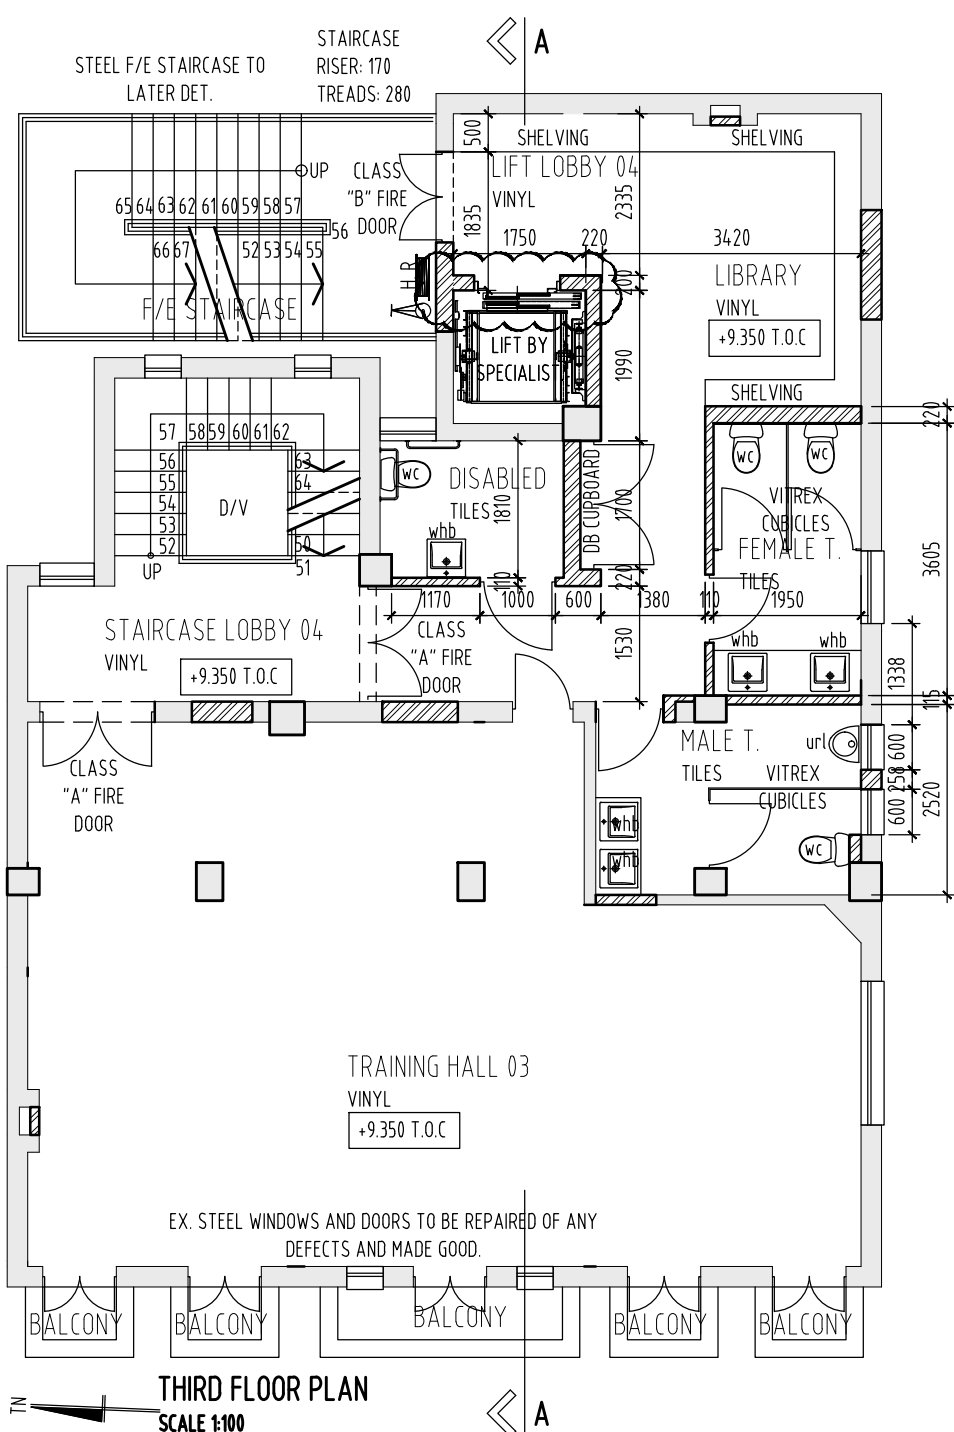 STAIRCASE
RISER: 170
TREADS: 280
STEEL F/E STAIRCASE TO
LATER DET.
A
500
SHELVING
SHELVING
UP
CLASS
"B" FIRE
DOOR
LIFT LOBBY 04
VINYL
1835
2335
65 64 63 62 61 60 59 58 57
56
66 67 52 53 54 55
F/E STAIRCASE
H.R
1750
220
3420
200
LIBRARY
VINYL
+9.350 T.O.C
LIFT BY
SPECIALIST
1990
SHELVING
220
57 58 59 60 61 62
56
55
54
53
52
63
64
50
51
D/V
UP
WC
DISABLED
TILES
1810
whb
110
DB CUPBOARD
1700
220
WC
WC
VITREX
CUBICLES
FEMALE T.
TILES
3605
1170
1000
600
1380
110
1950
STAIRCASE LOBBY 04
VINYL
+9.350 T.O.C
CLASS
"A" FIRE
DOOR
1530
whb
whb
1338
115
MALE T.
TILES
url
600
258
600
2520
VITREX
CUBICLES
whb
whb
WC
CLASS
"A" FIRE
DOOR
TRAINING HALL 03
VINYL
+9.350 T.O.C
EX. STEEL WINDOWS AND DOORS TO BE REPAIRED OF ANY
DEFECTS AND MADE GOOD.
BALCONY
BALCONY
BALCONY
BALCONY
BALCONY
TN
THIRD FLOOR PLAN
SCALE 1:100
A